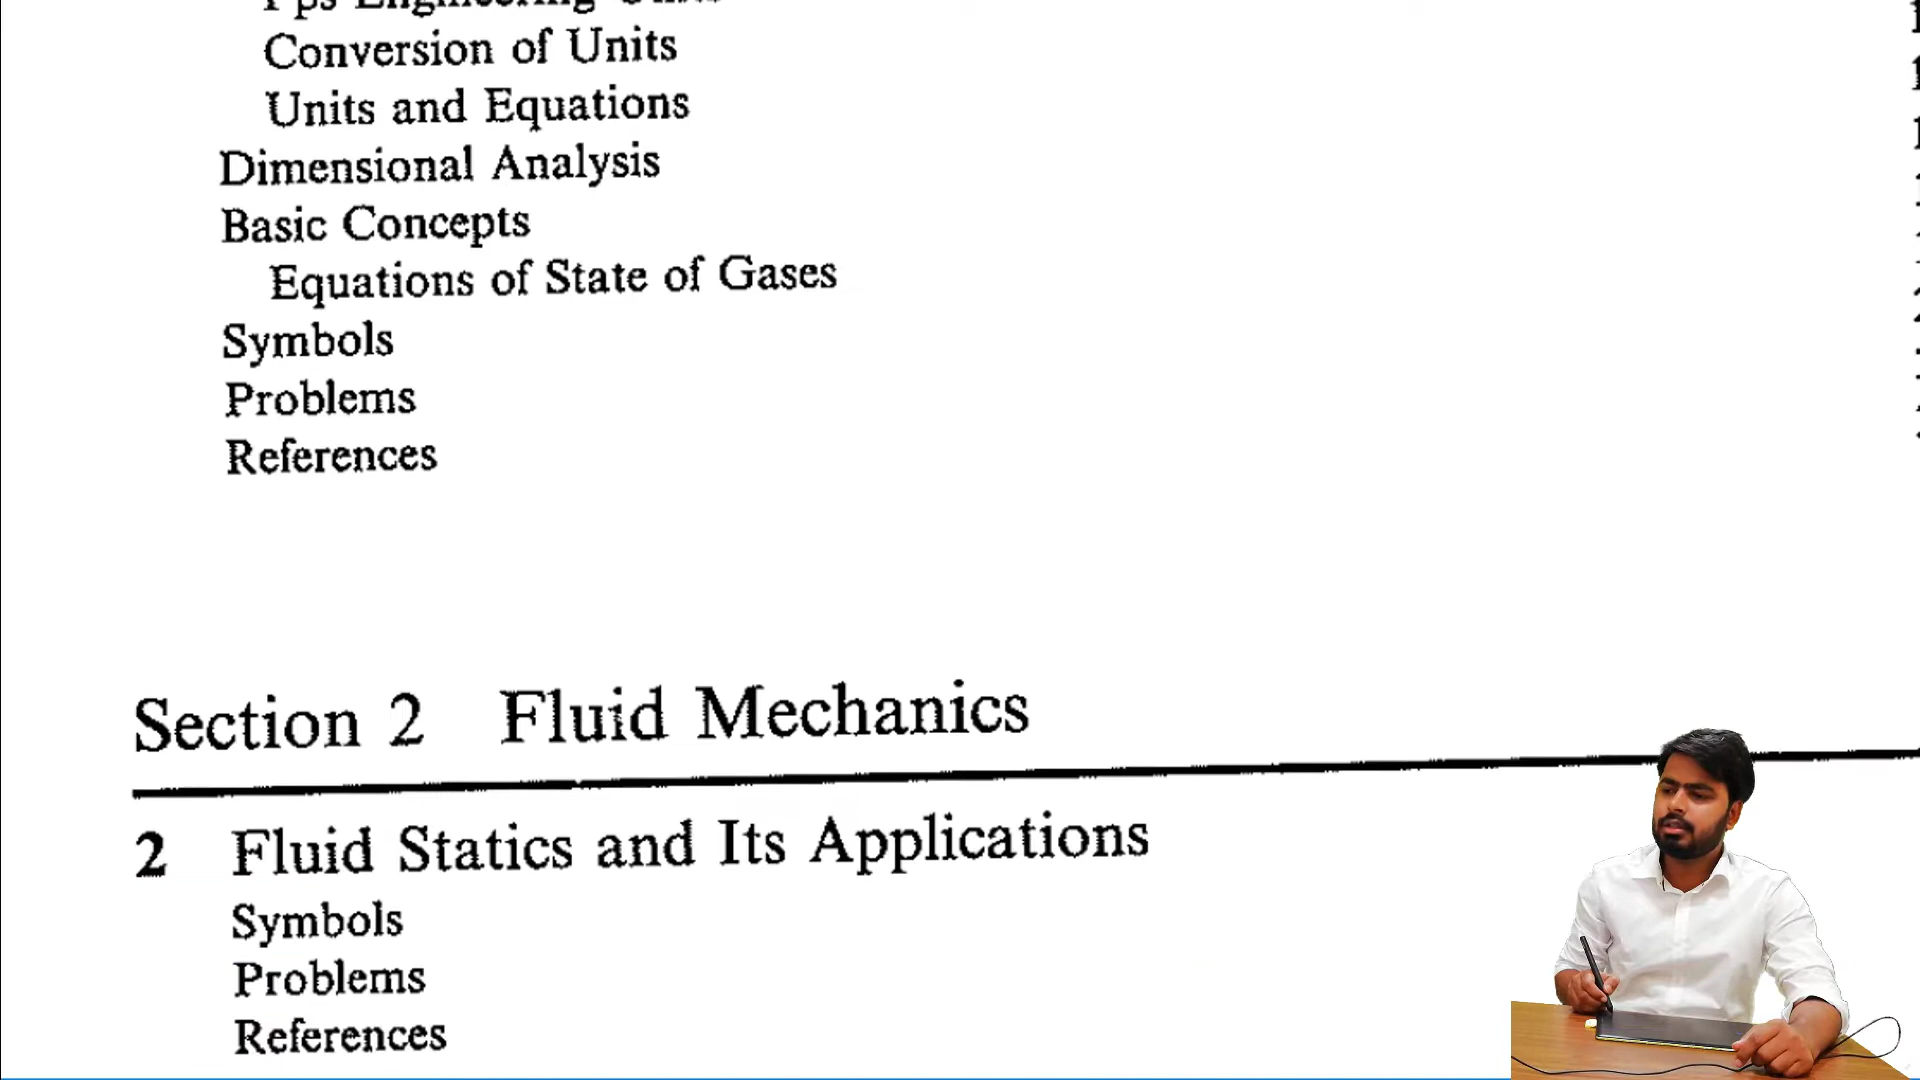 Conversion of Units
Units and Equations
Dimensional Analysis
Basic Concepts
Equations of State of Gases
Symbols
Problems
References
Section 2 Fluid Mechanics
2 Fluid Statics and Its Applications
Symbols
Problems
References